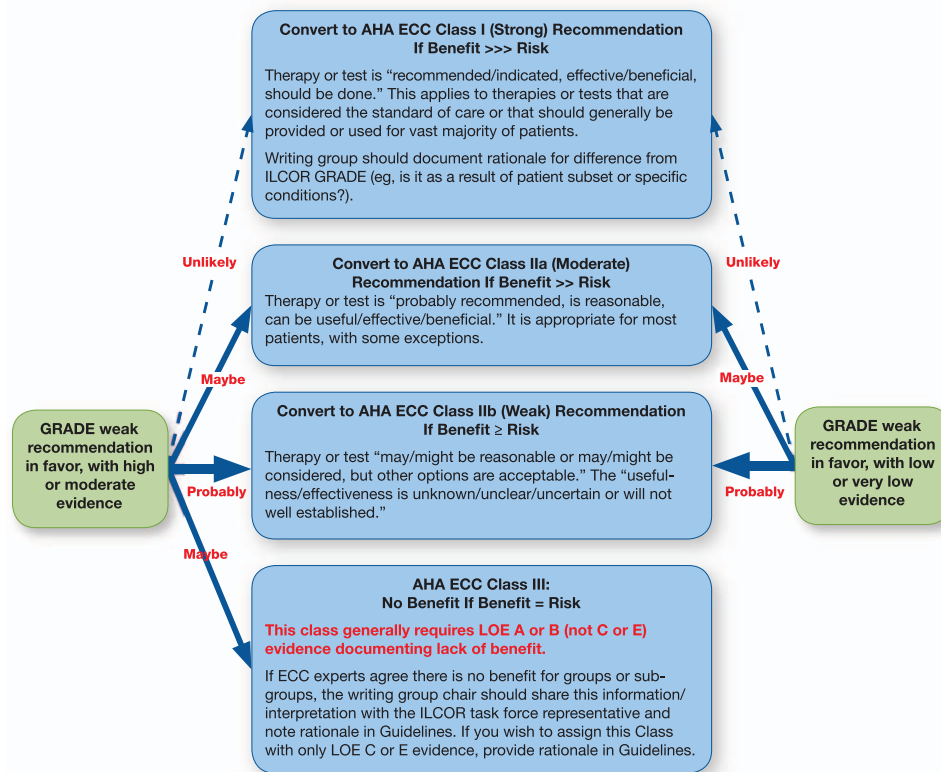 Convert to AHA ECC Class I (Strong) Recommendation
If Benefit >>> Risk
Therapy or test is “recommended/indicated, effective/beneficial,
should be done.” This applies to therapies or tests that are
considered the standard of care or that should generally be
provided or used for vast majority of patients.
Writing group should document rationale for difference from
ILCOR GRADE (eg, is it as a result of patient subset or specific
conditions?).
Unlikely
Unlikely
Convert to AHA ECC Class IIa (Moderate)
Recommendation If Benefit >> Risk
Therapy or test is “probably recommended, is reasonable,
can be useful/effective/beneficial.” It is appropriate for most
patients, with some exceptions.
Maybe
Maybe
GRADE weak
recommendation
in favor, with high
or moderate
evidence
Convert to AHA ECC Class IIb (Weak) Recommendation
If Benefit ≥ Risk
Therapy or test “may/might be reasonable or may/might be
considered, but other options are acceptable.” The “useful-
ness/effectiveness is unknown/unclear/uncertain or will not
well established.”
GRADE weak
recommendation
in favor, with low
or very low
evidence
Probably
Probably
Maybe
AHA ECC Class III:
No Benefit If Benefit = Risk
This class generally requires LOE A or B (not C or E)
evidence documenting lack of benefit.
If ECC experts agree there is no benefit for groups or sub-
groups, the writing group chair should share this information/
interpretation with the ILCOR task force representative and
note rationale in Guidelines. If you wish to assign this Class
with only LOE C or E evidence, provide rationale in Guidelines.